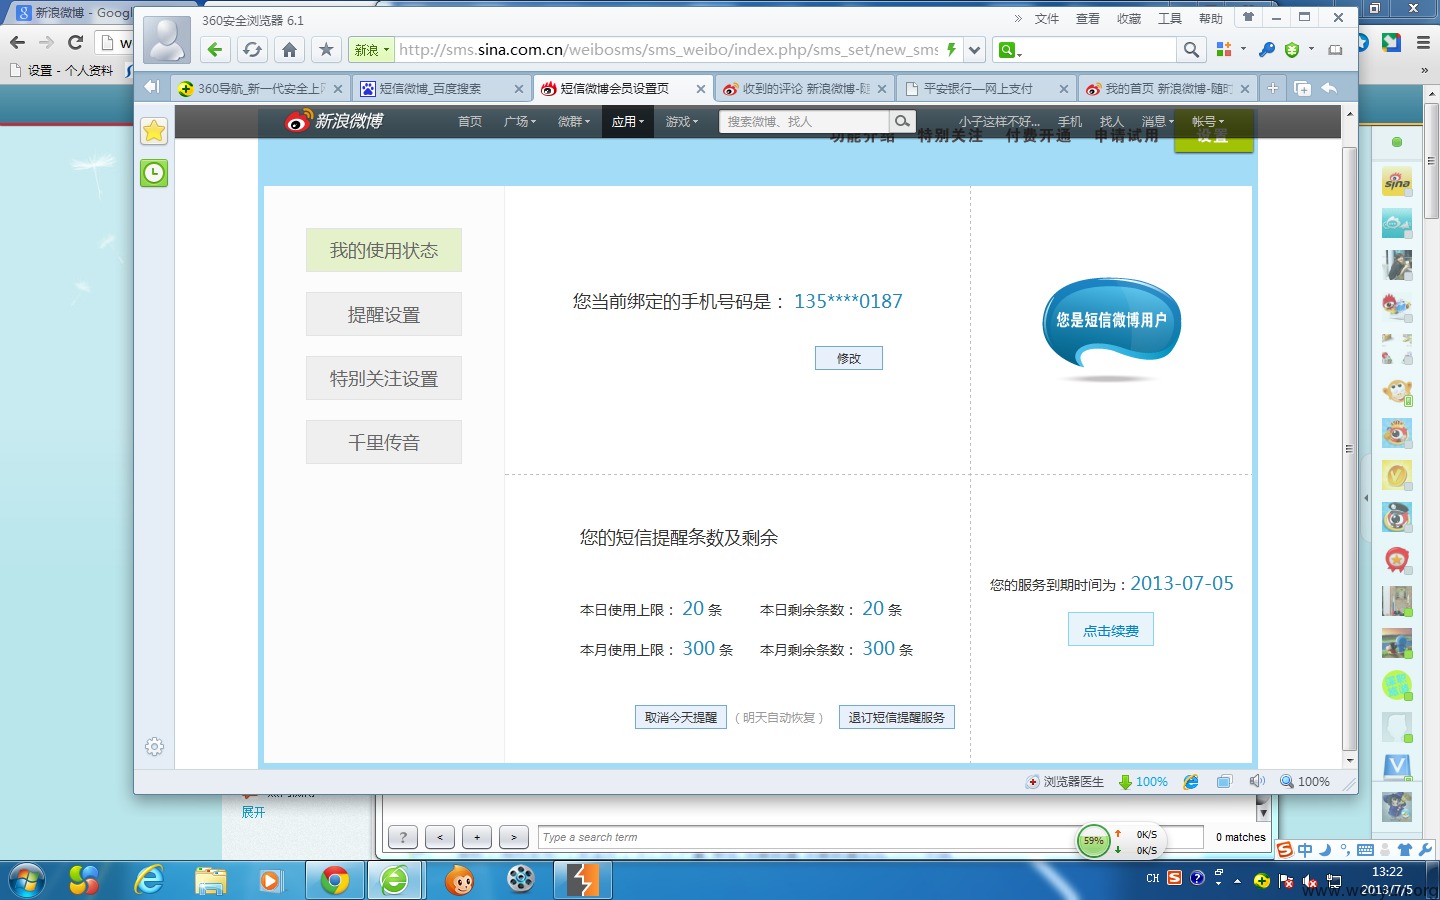 新浪微博 - Goog
360安全浏览器 6.1
» 文件 查看 收藏 工具 帮助
新浪 http://sms.sina.com.cn/weibosms/sms_weibo/index.php/sms_set/new_sms
设置 - 个人资料
»
360导航_新一代安全上网
短信微博_百度搜索
短信微博会员设置页
收到的评论 新浪微博-随
平安银行—网上支付
我的首页 新浪微博-随时
新浪微博 首页 广场 微群 应用 游戏 搜索微博、找人 小子这样不好... 手机 找人 消息 帐号
功能介绍 特别关注 付费开通 申请试用 设置
我的使用状态
提醒设置
特别关注设置
千里传音
您当前绑定的手机号码是： 135****0187
修改
您是短信微博用户
您的短信提醒条数及剩余
本日使用上限： 20 条 本日剩余条数： 20 条
本月使用上限： 300 条 本月剩余条数： 300 条
取消今天提醒 （明天自动恢复） 退订短信提醒服务
您的服务到期时间为：2013-07-05
点击续费
sina
浏览器医生 100% 100%
展开
? < + > Type a search term 0 matches
59% 0K/S
0K/S
中
CH
13:22
2013/7/5